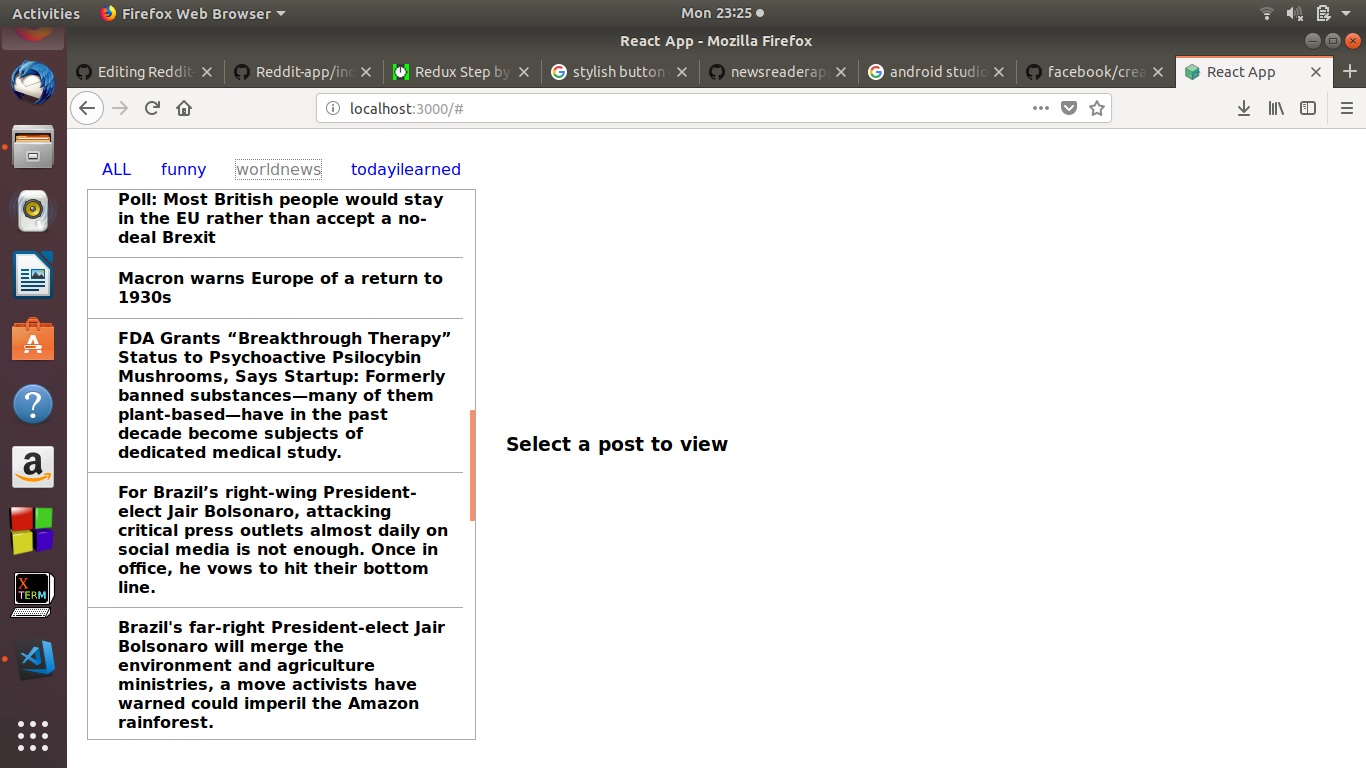 Activities Firefox Web Browser Mon 23:25
React App - Mozilla Firefox
Editing Reddit- Reddit-app/ind Redux Step by stylish button newsreaderap android studio facebook/crea React App
localhost:3000/#
ALL funny worldnews todayilearned
Poll: Most British people would stay
in the EU rather than accept a no-
deal Brexit
Macron warns Europe of a return to
1930s
FDA Grants “Breakthrough Therapy”
Status to Psychoactive Psilocybin
Mushrooms, Says Startup: Formerly
banned substances—many of them
plant-based—have in the past
decade become subjects of
dedicated medical study.
Select a post to view
For Brazil’s right-wing President-
elect Jair Bolsonaro, attacking
critical press outlets almost daily on
social media is not enough. Once in
office, he vows to hit their bottom
line.
Brazil's far-right President-elect Jair
Bolsonaro will merge the
environment and agriculture
ministries, a move activists have
warned could imperil the Amazon
rainforest.
A
?
a
X
TERM